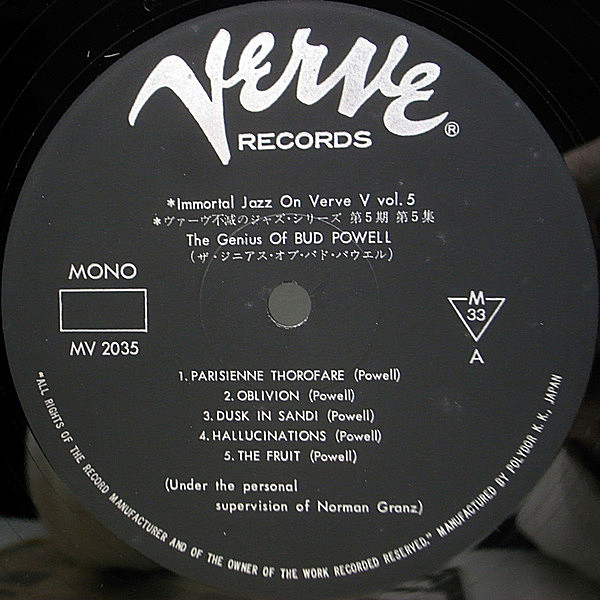 Verve
RECORDS ®
*Immortal Jazz On Verve V vol. 5
*ヴァーヴ不滅のジャズ・シリーズ 第5期 第5集
The Genius Of BUD POWELL
(ザ・ジニアス・オブ・バド・パウエル)
MONO
MV 2035
M
33
A
1. PARISIENNE THOROFARE (Powell)
2. OBLIVION (Powell)
3. DUSK IN SANDI (Powell)
4. HALLUCINATIONS (Powell)
5. THE FRUIT (Powell)
(Under the personal
supervision of Norman Granz)
"ALL RIGHTS OF THE RECORD MANUFACTURER AND OF THE OWNER OF THE WORK RECORDED RESERVED." MANUFACTURED BY POLYDOR K. K., JAPAN